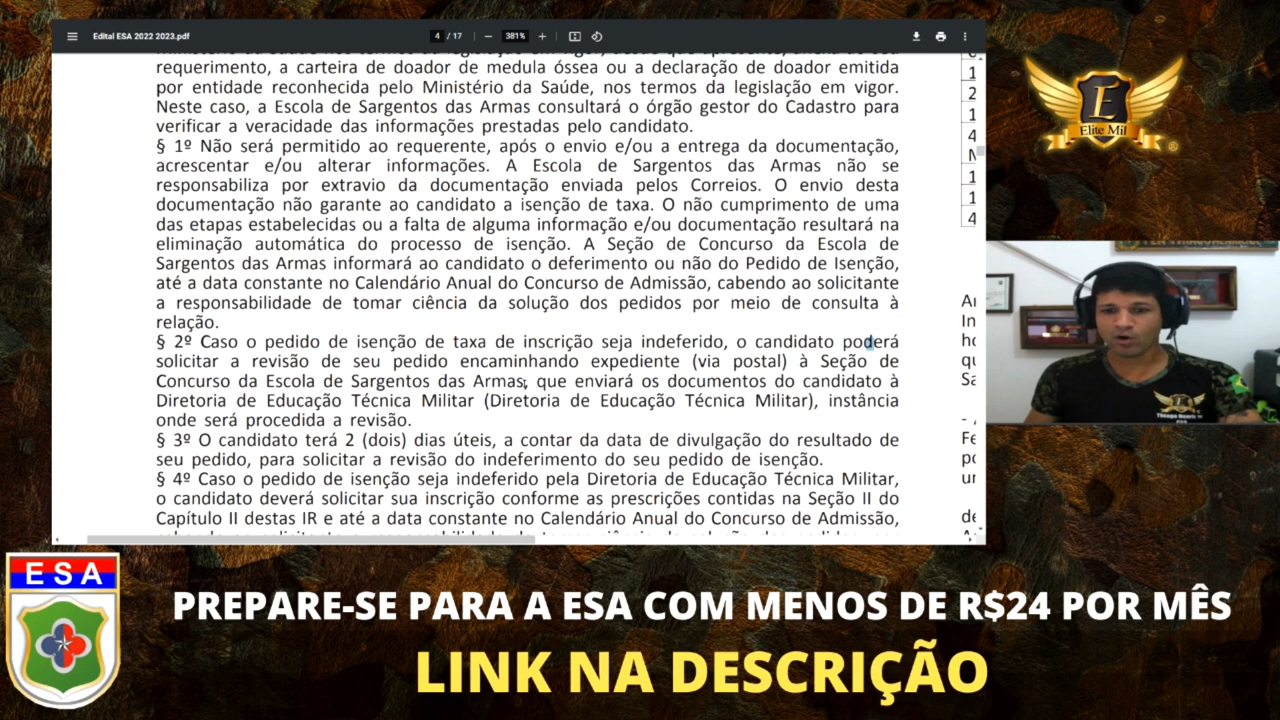 Edital ESA 2022 2023.pdf
4 / 17
381%
requerimento, a carteira de doador de medula óssea ou a declaração de doador emitida
por entidade reconhecida pelo Ministério da Saúde, nos termos da legislação em vigor.
Neste caso, a Escola de Sargentos das Armas consultará o órgão gestor do Cadastro para
verificar a veracidade das informações prestadas pelo candidato.
§ 1º Não será permitido ao requerente, após o envio e/ou a entrega da documentação,
acrescentar e/ou alterar informações. A Escola de Sargentos das Armas não se
responsabiliza por extravio da documentação enviada pelos Correios. O envio desta
documentação não garante ao candidato a isenção de taxa. O não cumprimento de uma
das etapas estabelecidas ou a falta de alguma informação e/ou documentação resultará na
eliminação automática do processo de isenção. A Seção de Concurso da Escola de
Sargentos das Armas informará ao candidato o deferimento ou não do Pedido de Isenção,
até a data constante no Calendário Anual do Concurso de Admissão, cabendo ao solicitante
a responsabilidade de tomar ciência da solução dos pedidos por meio de consulta à
relação.
§ 2º Caso o pedido de isenção de taxa de inscrição seja indeferido, o candidato poderá
solicitar a revisão de seu pedido encaminhando expediente (via postal) à Seção de
Concurso da Escola de Sargentos das Armas, que enviará os documentos do candidato à
Diretoria de Educação Técnica Militar (Diretoria de Educação Técnica Militar), instância
onde será procedida a revisão.
§ 3º O candidato terá 2 (dois) dias úteis, a contar da data de divulgação do resultado de
seu pedido, para solicitar a revisão do indeferimento do seu pedido de isenção.
§ 4º Caso o pedido de isenção seja indeferido pela Diretoria de Educação Técnica Militar,
o candidato deverá solicitar sua inscrição conforme as prescrições contidas na Seção II do
Capítulo II destas IR e até a data constante no Calendário Anual do Concurso de Admissão,
1
2
1
4
1
1
4
In
qu
Sa
Fe
de
E
Elite Mil
®
ESA
PREPARE-SE PARA A ESA COM MENOS DE R$24 POR MÊS
LINK NA DESCRIÇÃO